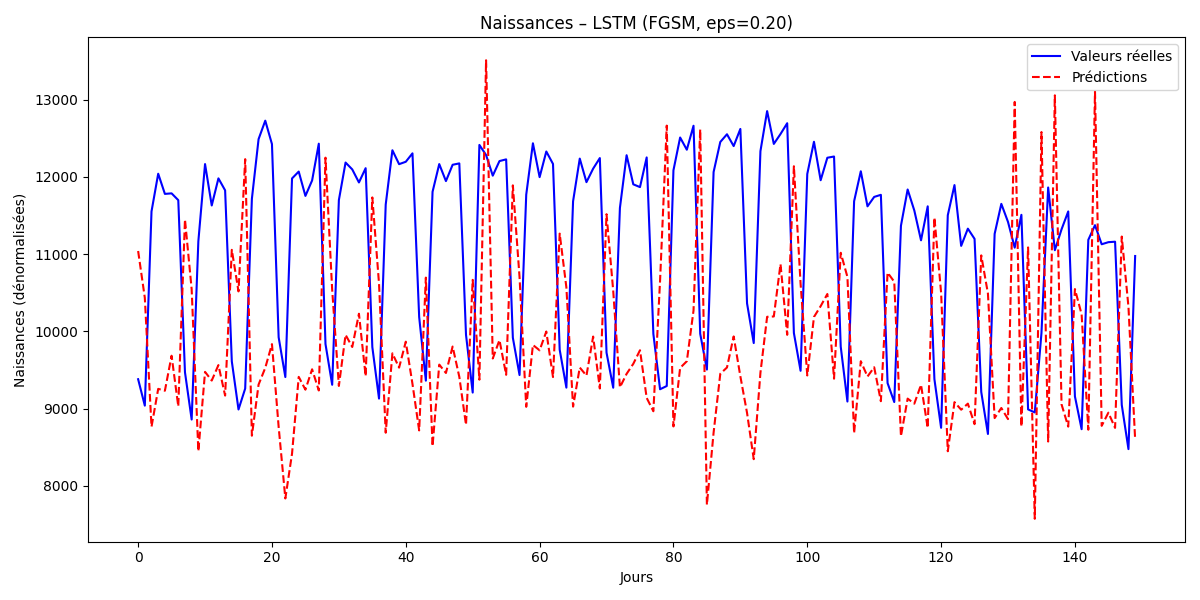 Naissances – LSTM (FGSM, eps=0.20)
Valeurs réelles
Prédictions
Naissances (dénormalisées)
13000
12000
11000
10000
9000
8000
0 20 40 60 80 100 120 140
Jours